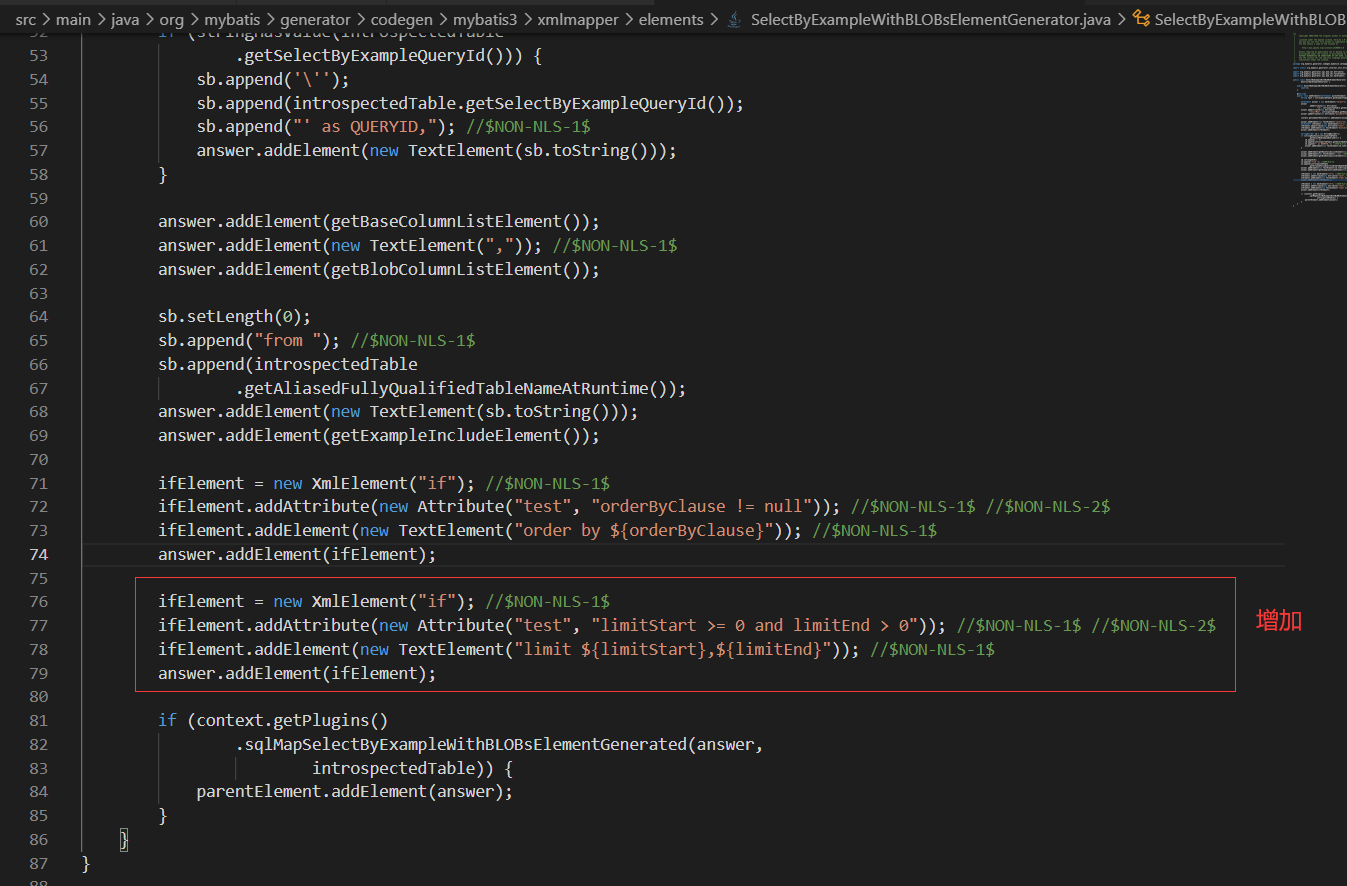 src > main > java > org > mybatis > generator > codegen > mybatis3 > xmlmapper > elements > SelectByExampleWithBLOBsElementGenerator.java > SelectByExampleWithBLOB
52 if (stringHasValue(introspectedTable
53 .getSelectByExampleQueryId())) {
54 sb.append('\'');
55 sb.append(introspectedTable.getSelectByExampleQueryId());
56 sb.append("' as QUERYID,"); //$NON-NLS-1$
57 answer.addElement(new TextElement(sb.toString()));
58 }
59
60 answer.addElement(getBaseColumnListElement());
61 answer.addElement(new TextElement(",")); //$NON-NLS-1$
62 answer.addElement(getBlobColumnListElement());
63
64 sb.setLength(0);
65 sb.append("from "); //$NON-NLS-1$
66 sb.append(introspectedTable
67 .getAliasedFullyQualifiedTableNameAtRuntime());
68 answer.addElement(new TextElement(sb.toString()));
69 answer.addElement(getExampleIncludeElement());
70
71 ifElement = new XmlElement("if"); //$NON-NLS-1$
72 ifElement.addAttribute(new Attribute("test", "orderByClause != null")); //$NON-NLS-1$ //$NON-NLS-2$
73 ifElement.addElement(new TextElement("order by ${orderByClause}")); //$NON-NLS-1$
74 answer.addElement(ifElement);
75
76 ifElement = new XmlElement("if"); //$NON-NLS-1$
77 ifElement.addAttribute(new Attribute("test", "limitStart >= 0 and limitEnd > 0")); //$NON-NLS-1$ //$NON-NLS-2$
增加
78 ifElement.addElement(new TextElement("limit ${limitStart},${limitEnd}")); //$NON-NLS-1$
79 answer.addElement(ifElement);
80
81 if (context.getPlugins()
82 .sqlMapSelectByExampleWithBLOBsElementGenerated(answer,
83 introspectedTable)) {
84 parentElement.addElement(answer);
85 }
86 }
87 }
88